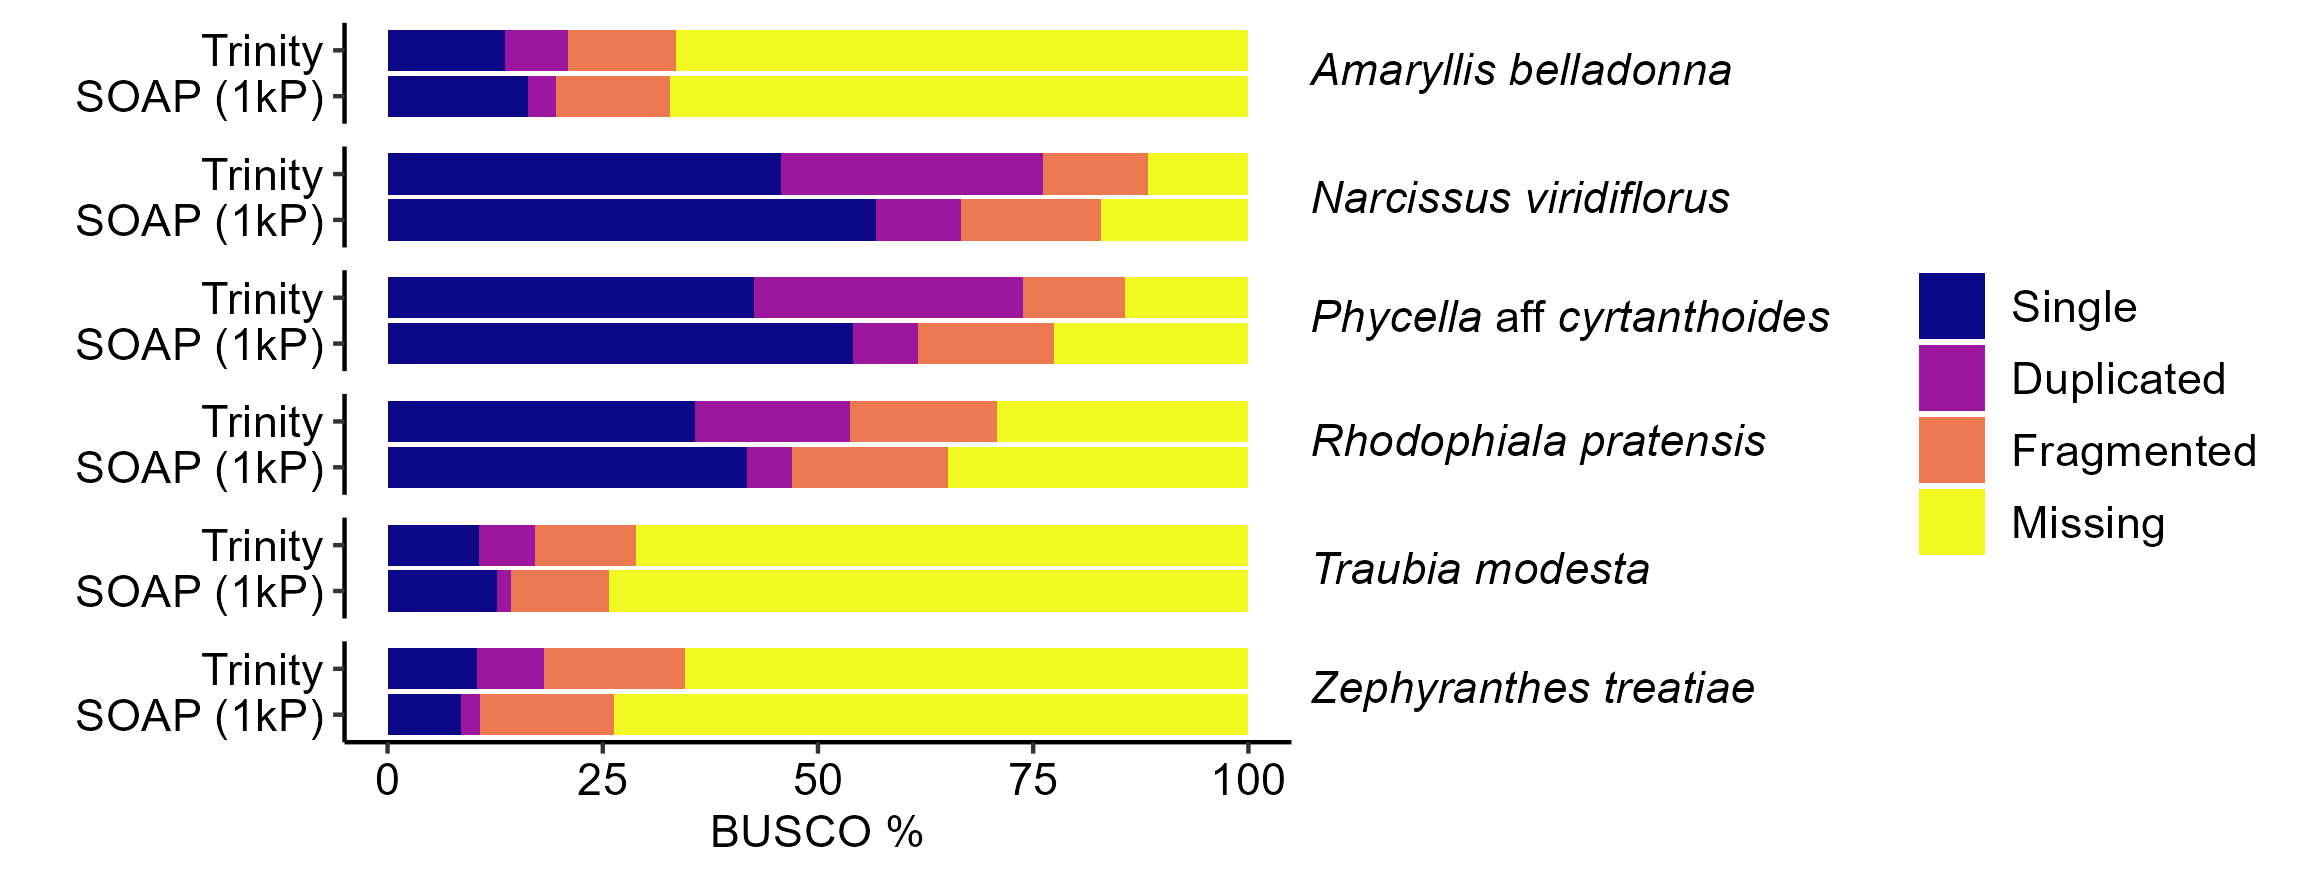 Trinity
SOAP (1kP)
Amaryllis belladonna
Trinity
SOAP (1kP)
Narcissus viridiflorus
Trinity
SOAP (1kP)
Phycella aff cyrtanthoides
Trinity
SOAP (1kP)
Rhodophiala pratensis
Trinity
SOAP (1kP)
Traubia modesta
Trinity
SOAP (1kP)
Zephyranthes treatiae
0 25 50 75 100
BUSCO %
Single
Duplicated
Fragmented
Missing